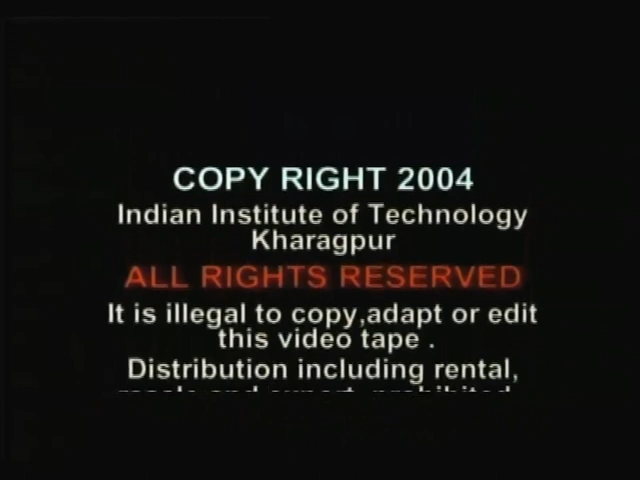 COPY RIGHT 2004
Indian Institute of Technology
Kharagpur
ALL RIGHTS RESERVED
It is illegal to copy,adapt or edit
this video tape .
Distribution including rental,